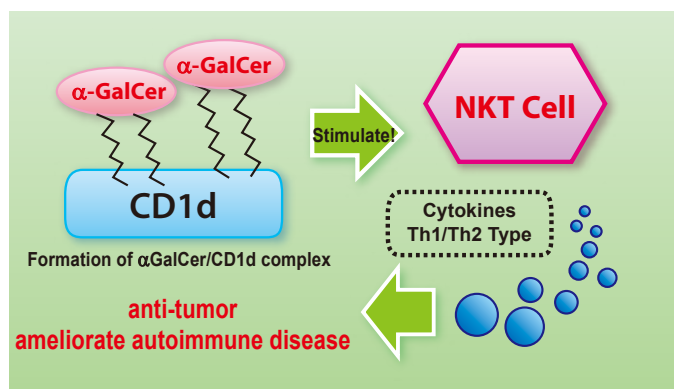 α-GalCer
α-GalCer
Stimulate!
NKT Cell
CD1d
Formation of αGalCer/CD1d complex
Cytokines
Th1/Th2 Type
anti-tumor
ameliorate autoimmune disease